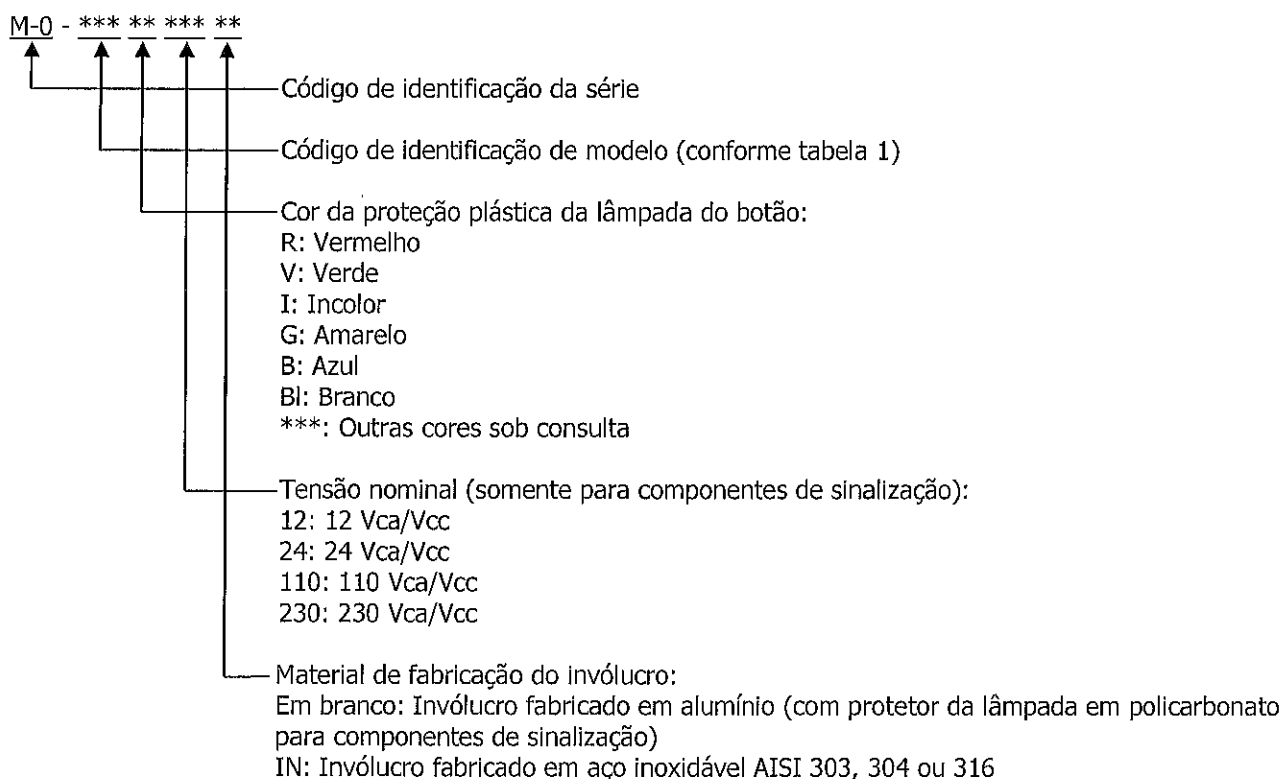 M-0 - *** ** *** **
Código de identificação da série
Código de identificação de modelo (conforme tabela 1)
Cor da proteção plástica da lâmpada do botão:
R: Vermelho
V: Verde
I: Incolor
G: Amarelo
B: Azul
Bl: Branco
***: Outras cores sob consulta
Tensão nominal (somente para componentes de sinalização):
12: 12 Vca/Vcc
24: 24 Vca/Vcc
110: 110 Vca/Vcc
230: 230 Vca/Vcc
Material de fabricação do invólucro:
Em branco: Invólucro fabricado em alumínio (com protetor da lâmpada em policarbonato
para componentes de sinalização)
IN: Invólucro fabricado em aço inoxidável AISI 303, 304 ou 316